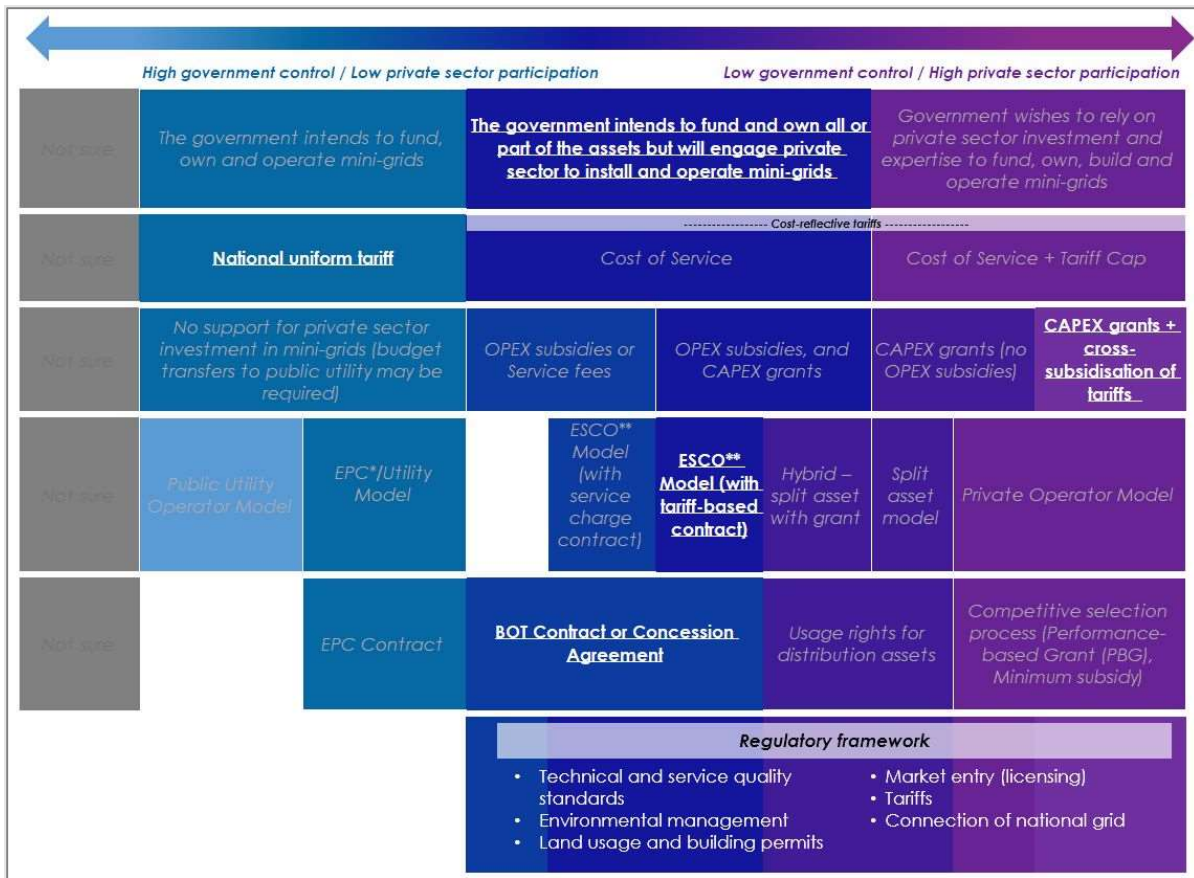 High government control / Low private sector participation
Low government control / High private sector participation
Not sure
The government intends to fund,
own and operate mini-grids
The government intends to fund and own all or
part of the assets but will engage private
sector to install and operate mini-grids
Government wishes to rely on
private sector investment and
expertise to fund, own, build and
operate mini-grids
------------------ Cost-reflective tariffs ------------------
Not sure
National uniform tariff
Cost of Service
Cost of Service + Tariff Cap
Not sure
No support for private sector
investment in mini-grids (budget
transfers to public utility may be
required)
OPEX subsidies or
Service fees
OPEX subsidies, and
CAPEX grants
CAPEX grants (no
OPEX subsidies)
CAPEX grants +
cross-
subsidisation of
tariffs
Not sure
Public Utility
Operator Model
EPC*/Utility
Model
ESCO**
Model
(with
service
charge
contract)
ESCO**
Model (with
tariff-based
contract)
Hybrid –
split asset
with grant
Split
asset
model
Private Operator Model
Not sure
EPC Contract
BOT Contract or Concession
Agreement
Usage rights for
distribution assets
Competitive selection
process (Performance-
based Grant (PBG),
Minimum subsidy)
Regulatory framework
• Technical and service quality
standards
• Environmental management
• Land usage and building permits
• Market entry (licensing)
• Tariffs
• Connection of national grid